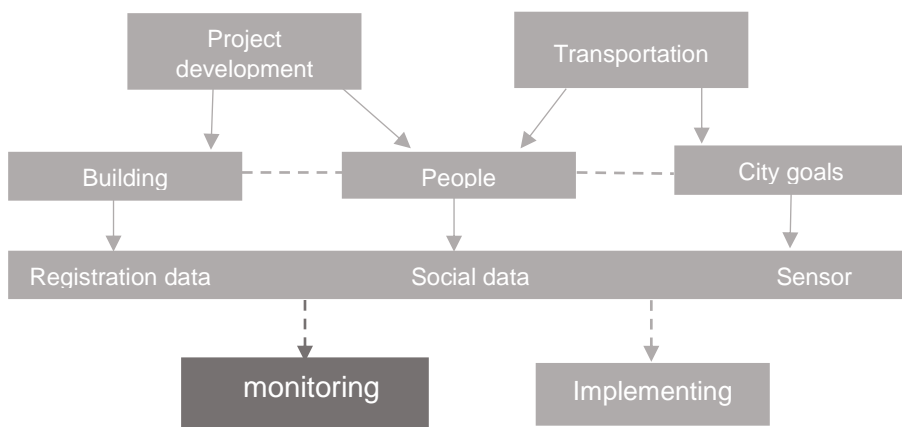 Project
development
Transportation
Building
People
City goals
Registration data
Social data
Sensor
monitoring
Implementing